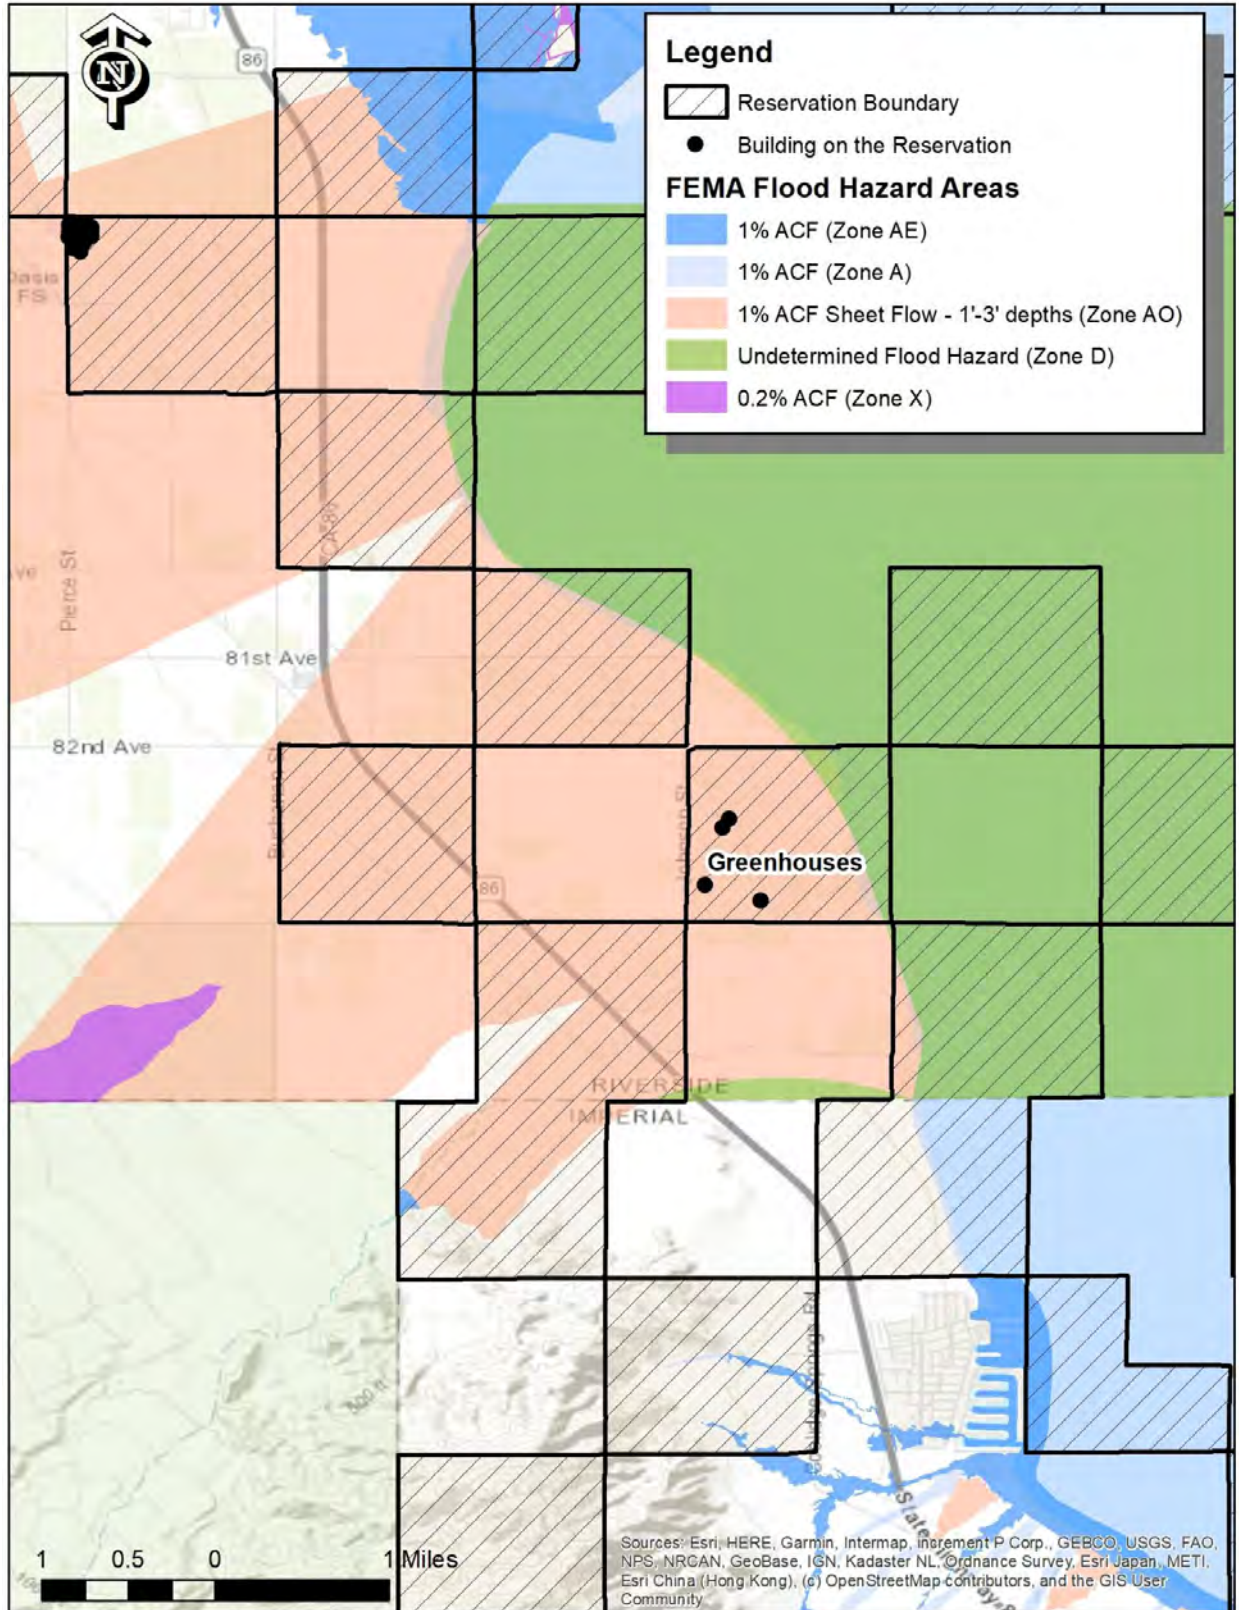 N
86
Legend
Reservation Boundary
Building on the Reservation
FEMA Flood Hazard Areas
1% ACF (Zone AE)
1% ACF (Zone A)
1% ACF Sheet Flow - 1'-3' depths (Zone AO)
Undetermined Flood Hazard (Zone D)
0.2% ACF (Zone X)
Oasis
FS
Pierce St
81st Ave
82nd Ave
86
Greenhouses
RIVERSIDE
IMPERIAL
1 0.5 0 1 Miles
Sources: Esri, HERE, Garmin, Intermap, increment P Corp., GEBCO, USGS, FAO,
NPS, NRCAN, GeoBase, IGN, Kadaster NL, Ordnance Survey, Esri Japan, METI,
Esri China (Hong Kong), (c) OpenStreetMap contributors, and the GIS User
Community